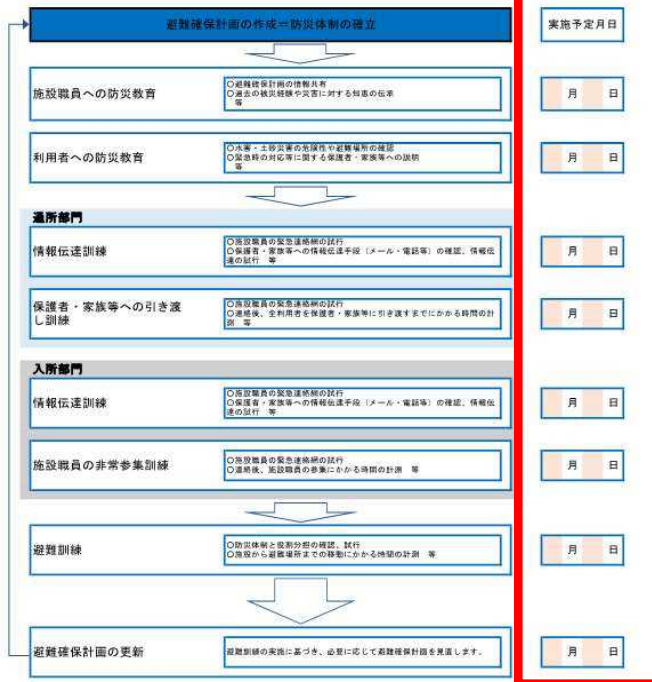 避難確保計画の作成＝防災体制の確立
実施予定月日
施設職員への防災教育
○避難確保計画の情報共有
○過去の被災経験や災害に対する知恵の伝承
等
月 日
利用者への防災教育
○水害・土砂災害の危険性や避難場所の確認
○緊急時の対応等に関する保護者・家族等への説明
等
月 日
通所部門
情報伝達訓練
○施設職員の緊急連絡網の試行
○保護者・家族等への情報伝達手段（メール・電話等）の確認、情報伝
達の試行 等
月 日
保護者・家族等への引き渡
し訓練
○施設職員の緊急連絡網の試行
○連絡後、全利用者を保護者・家族等に引き渡すまでにかかる時間の計
測 等
月 日
入所部門
情報伝達訓練
○施設職員の緊急連絡網の試行
○保護者・家族等への情報伝達手段（メール・電話等）の確認、情報伝
達の試行 等
月 日
施設職員の非常参集訓練
○施設職員の緊急連絡網の試行
○連絡後、施設職員の参集にかかる時間の計測 等
月 日
避難訓練
○防災体制と役割分担の確認、試行
○施設から避難場所までの移動にかかる時間の計測 等
月 日
避難確保計画の更新
避難訓練の実施に基づき、必要に応じて避難確保計画を見直します。
月 日